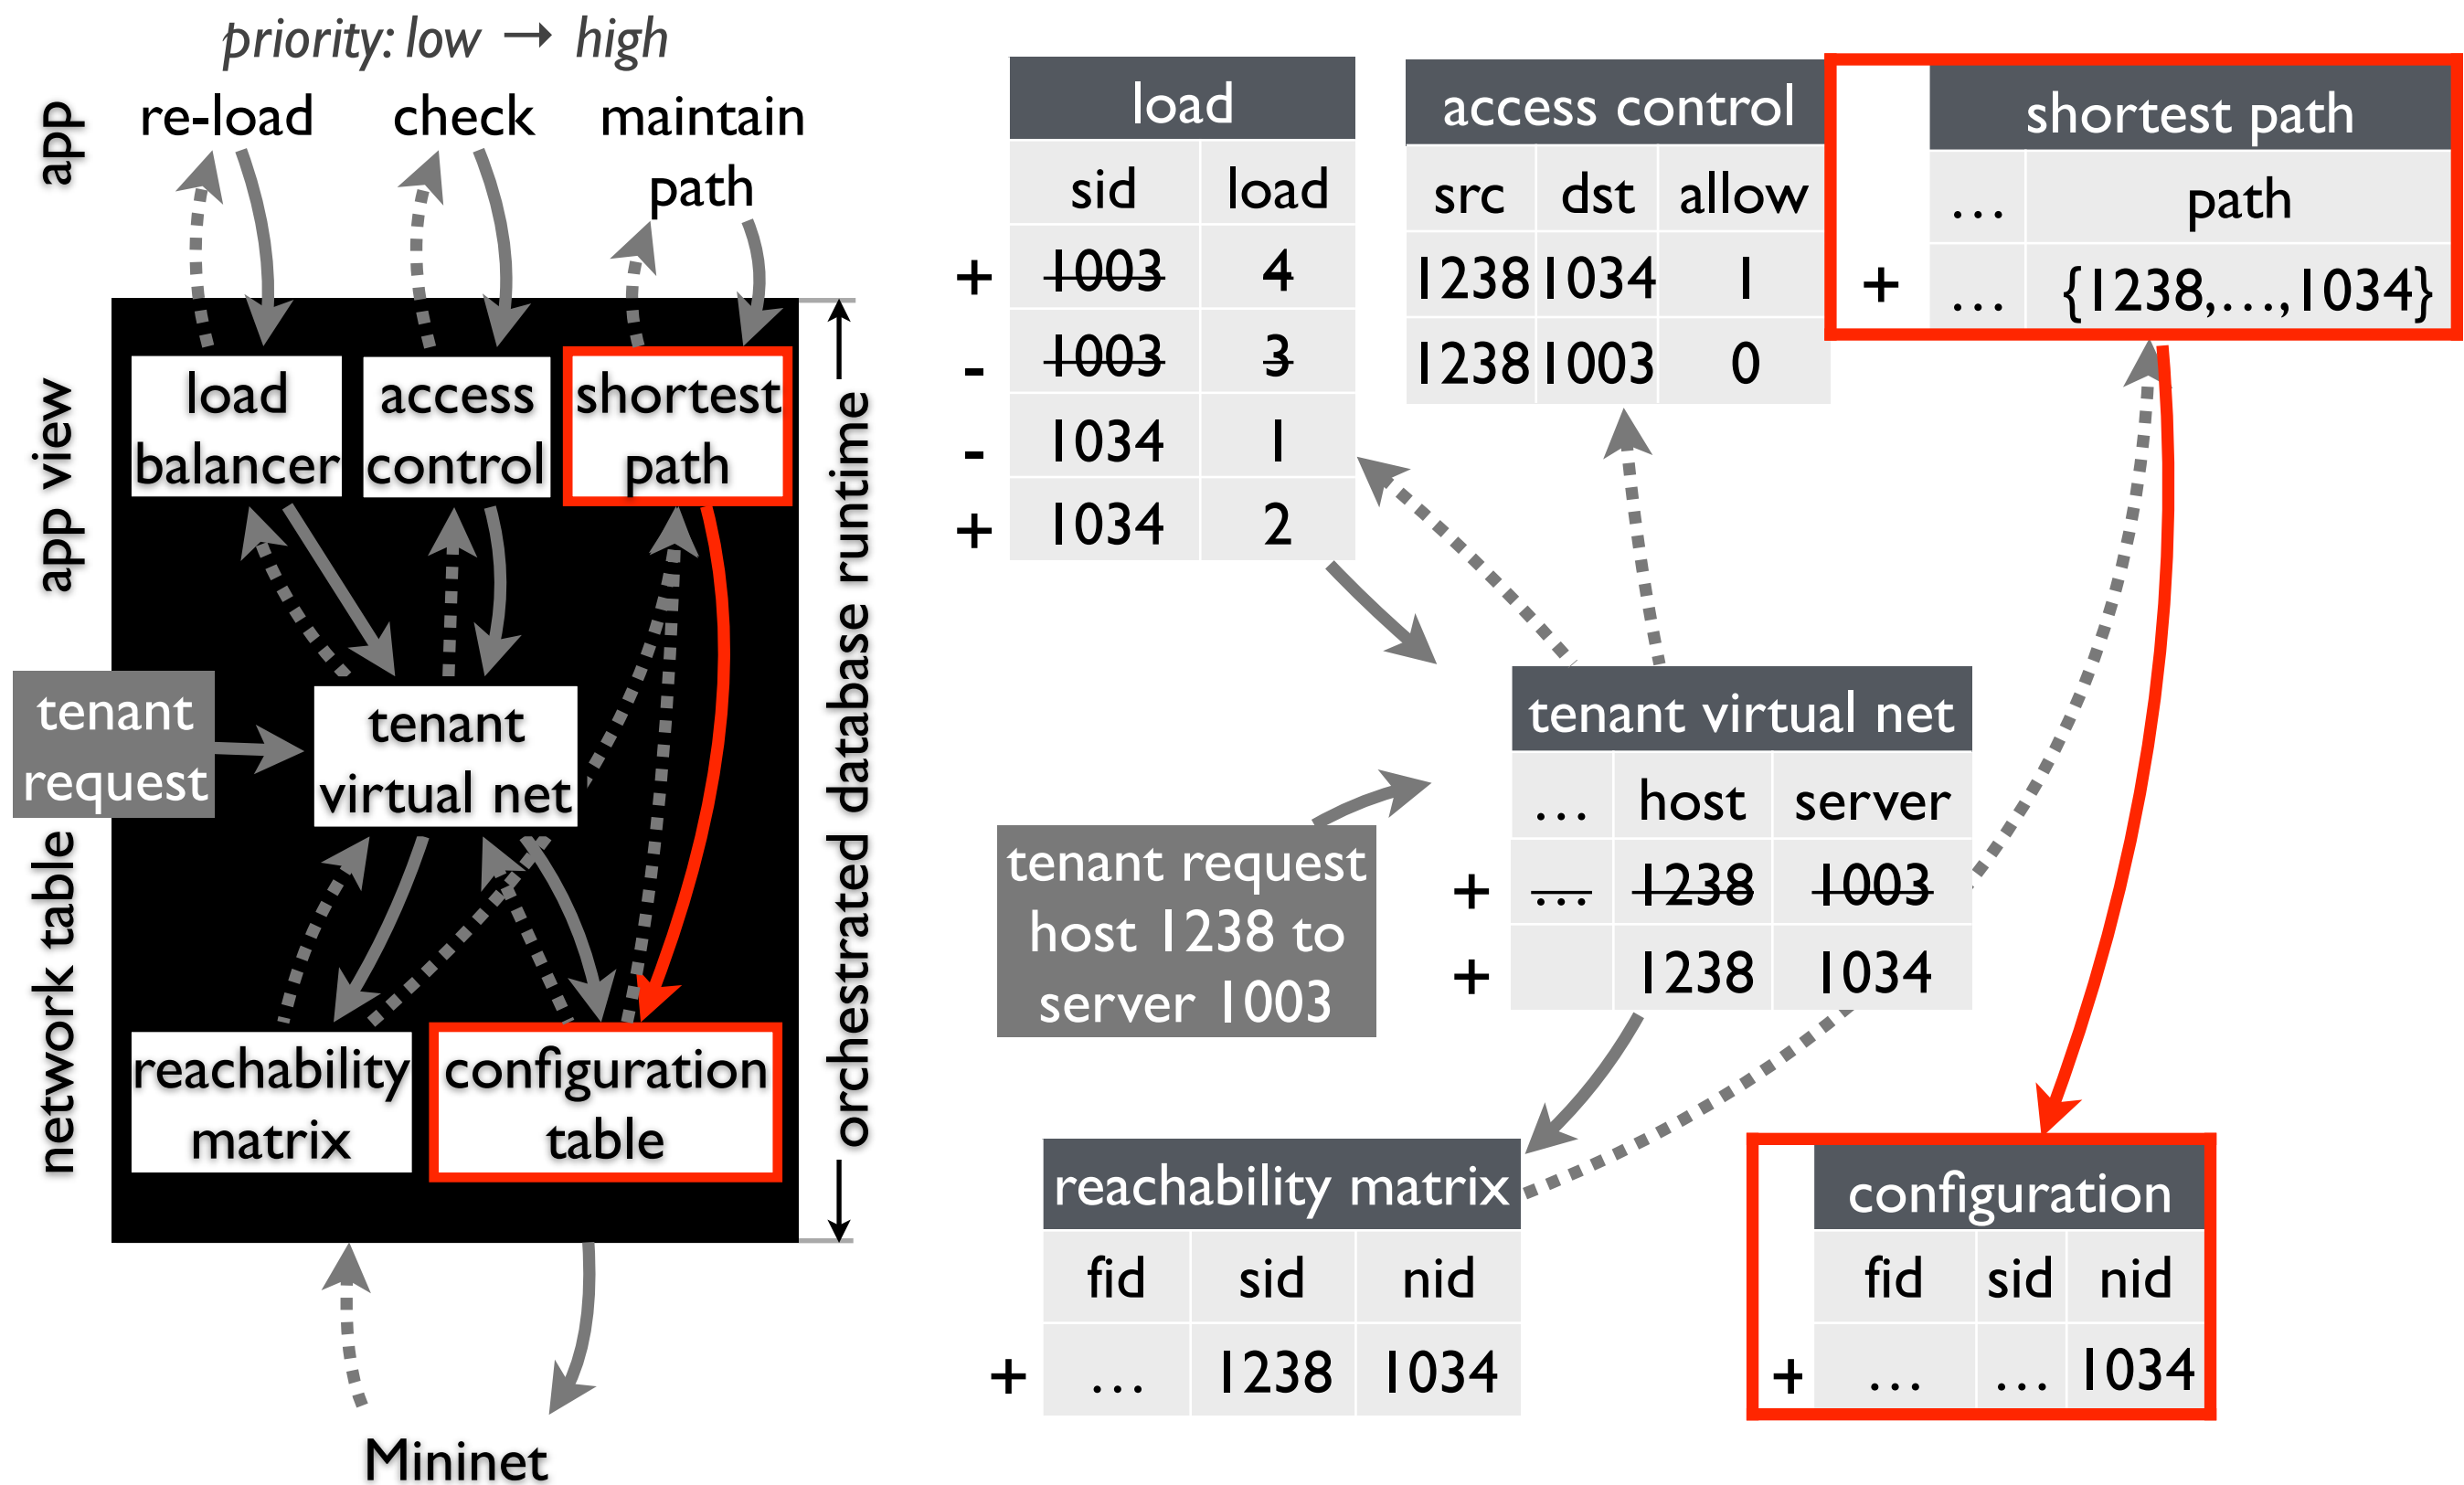 priority: low → high
app
re-load
check
maintain
path
app view
load
balancer
access
control
shortest
path
tenant
request
tenant
virtual net
network table
reachability
matrix
configuration
table
orchestrated database runtime
Mininet
load
sid load
+ 1003 4
- 1003 3
- 1034 1
+ 1034 2
access control
src dst allow
1238 1034 1
1238 1003 0
shortest path
... path
+ ... {1238,...,1034}
tenant request
host 1238 to
server 1003
tenant virtual net
... host server
+ ... 1238 1003
+ 1238 1034
reachability matrix
fid sid nid
+ ... 1238 1034
configuration
fid sid nid
+ ... ... 1034